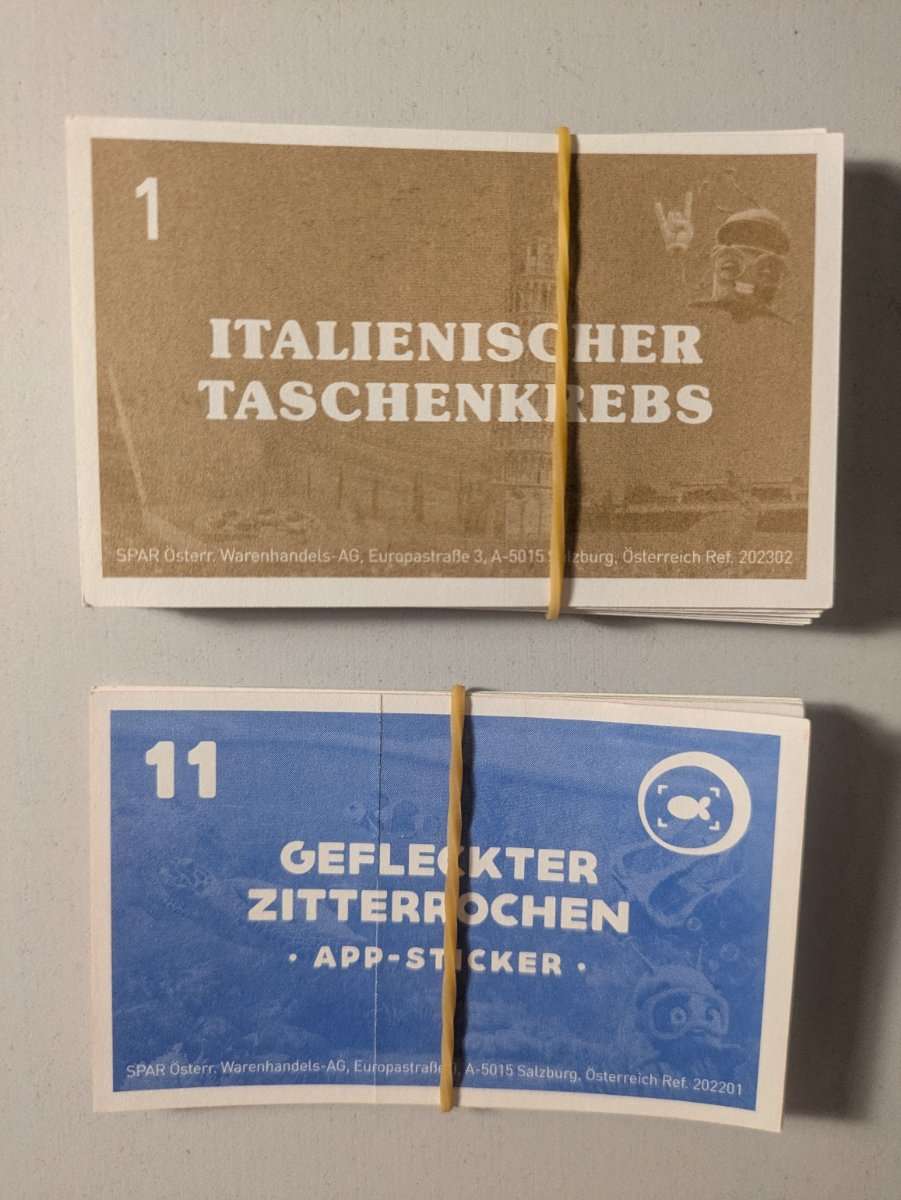 1
ITALIENISCHER
TASCHENKREBS
SPAR Österr. Warenhandels-AG, Europastraße 3, A-5015 Salzburg, Österreich Ref. 202302
11
GEFLECKTER
ZITTERROCHEN
· APP-STICKER ·
SPAR Österr. Warenhandels-AG, Europastraße 3, A-5015 Salzburg, Österreich Ref. 202201